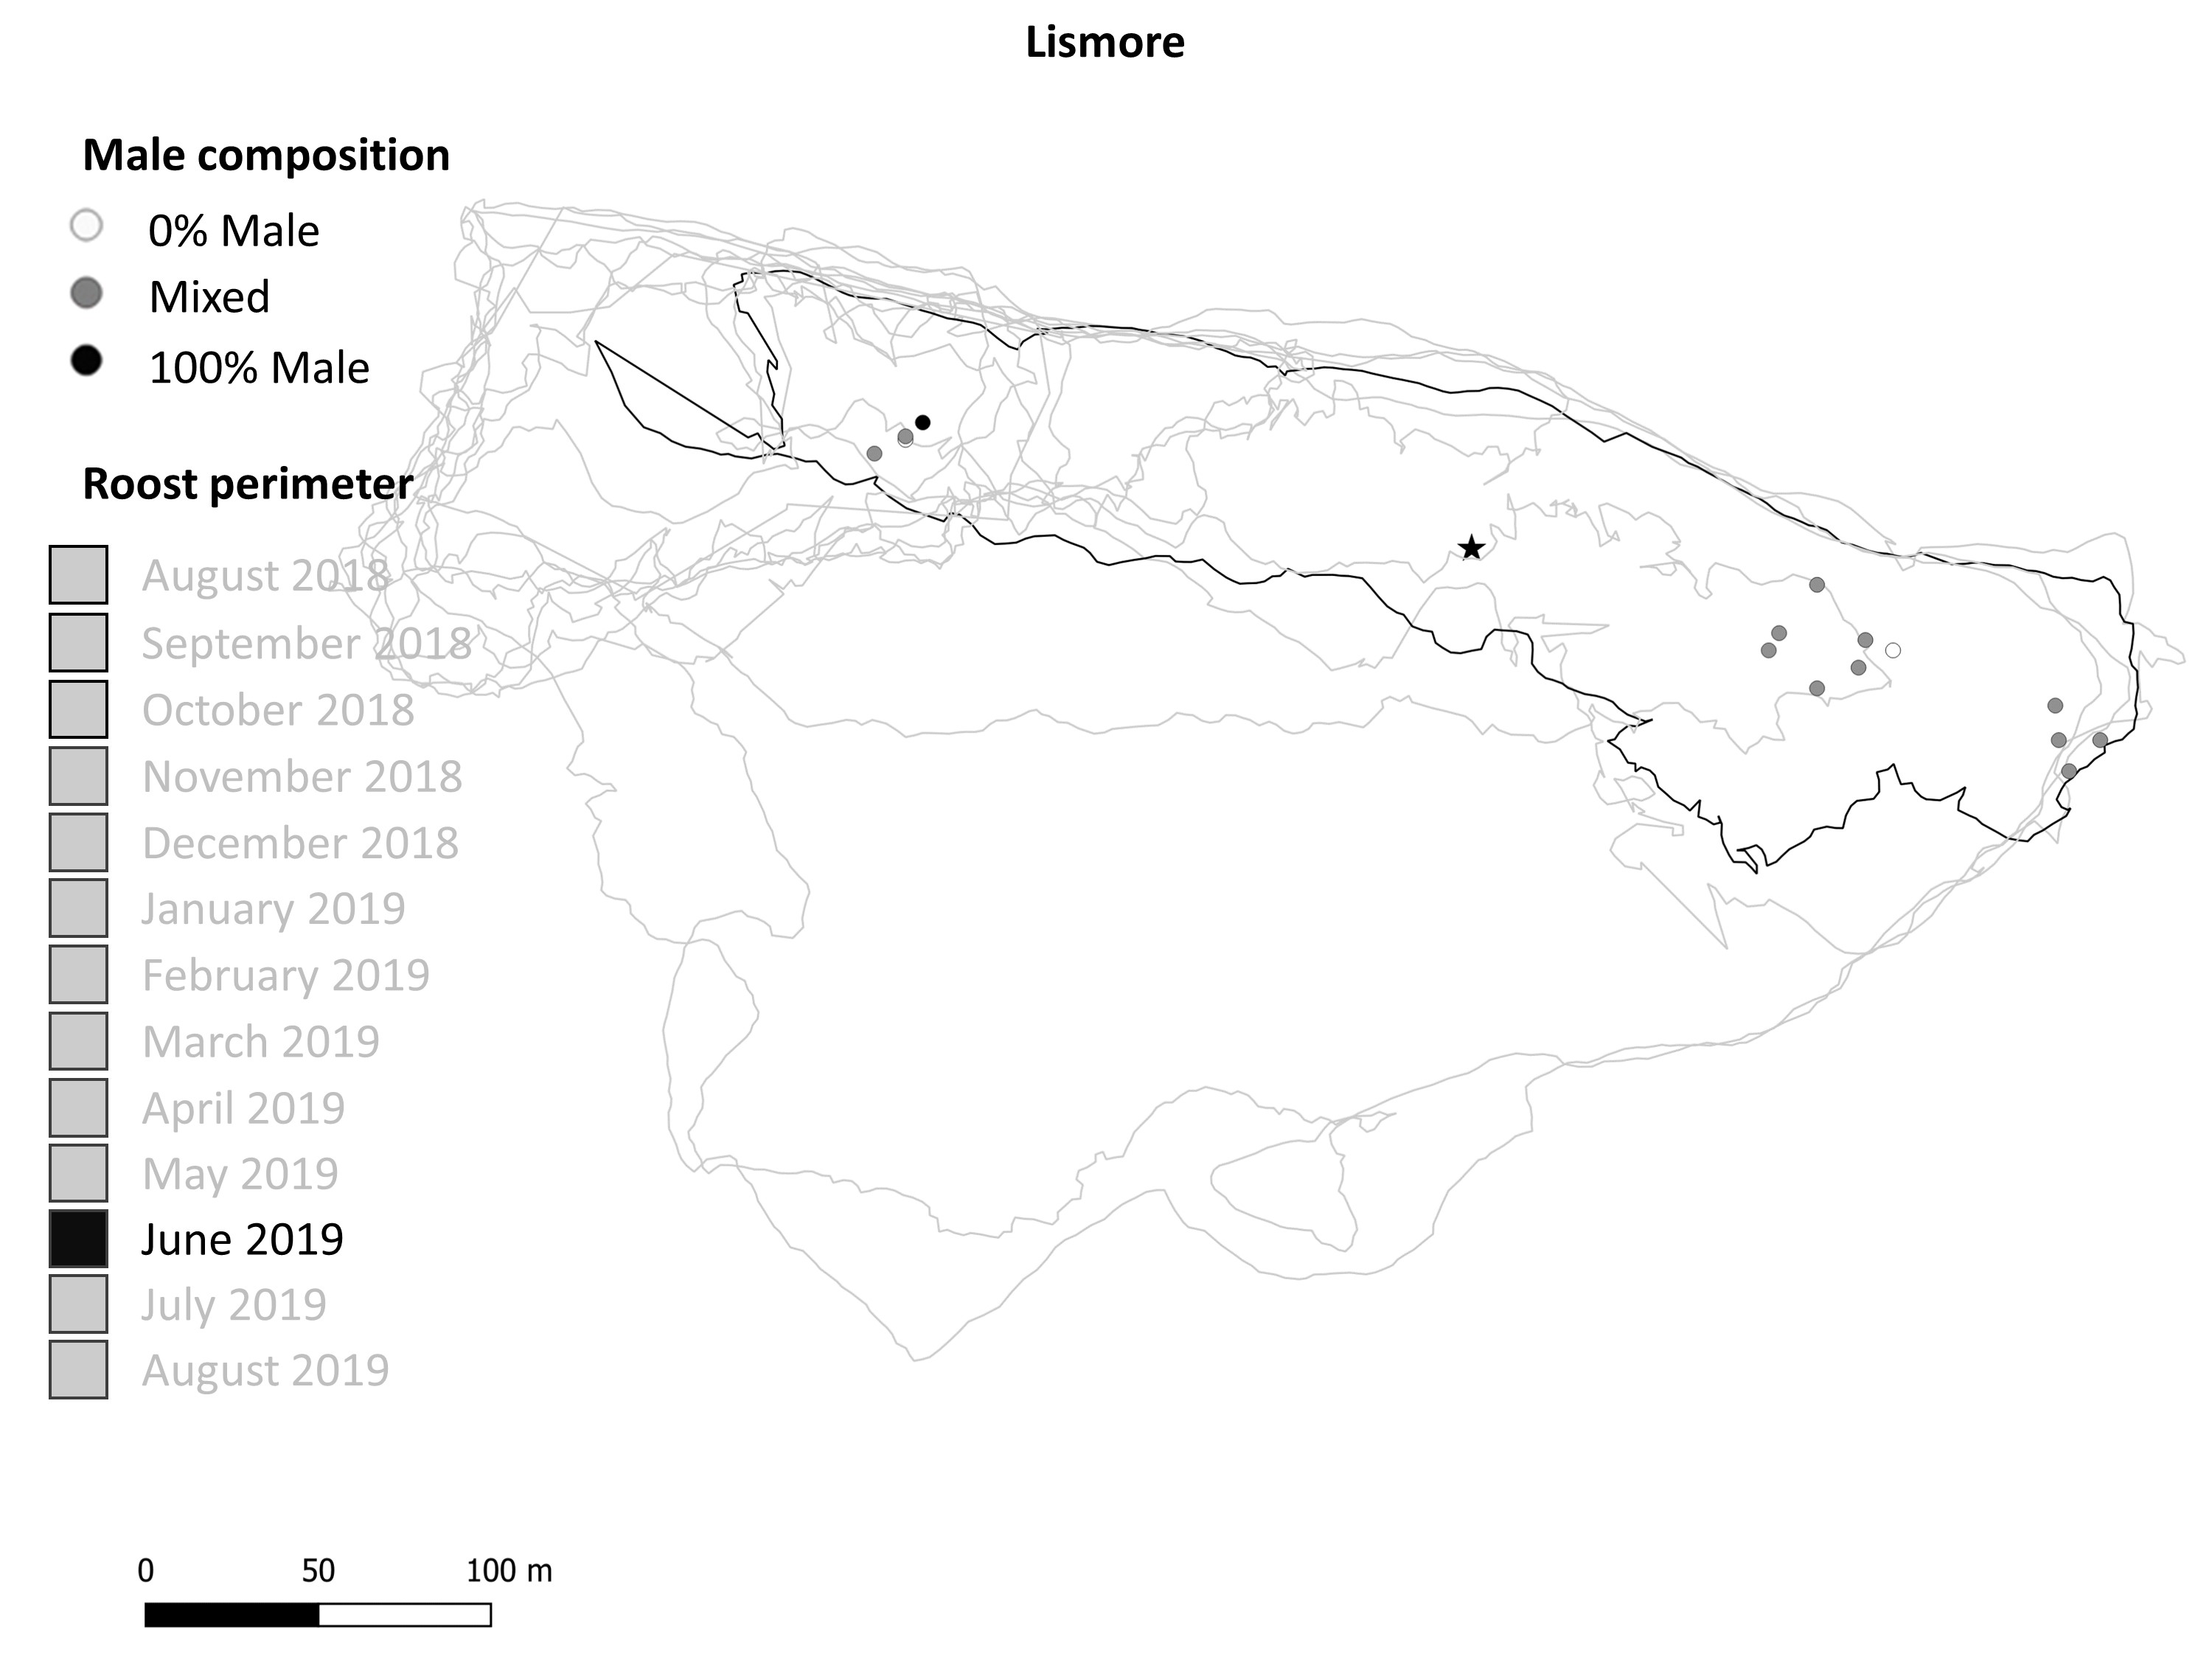 Lismore
Male composition
0% Male
Mixed
100% Male
Roost perimeter
August 2018
September 2018
October 2018
November 2018
December 2018
January 2019
February 2019
March 2019
April 2019
May 2019
June 2019
July 2019
August 2019
0 50 100 m